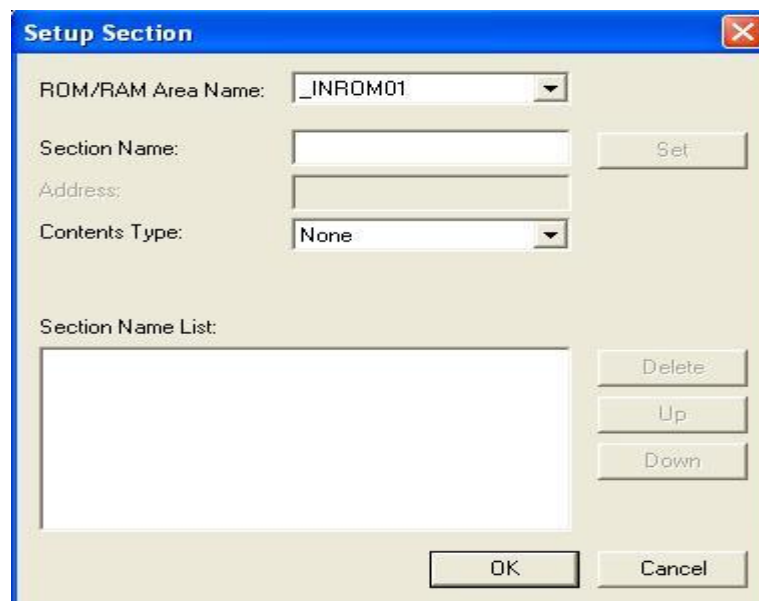 Setup Section
ROM/RAM Area Name: _INROM01
Section Name: Set
Address:
Contents Type: None
Section Name List:
Delete
Up
Down
OK Cancel